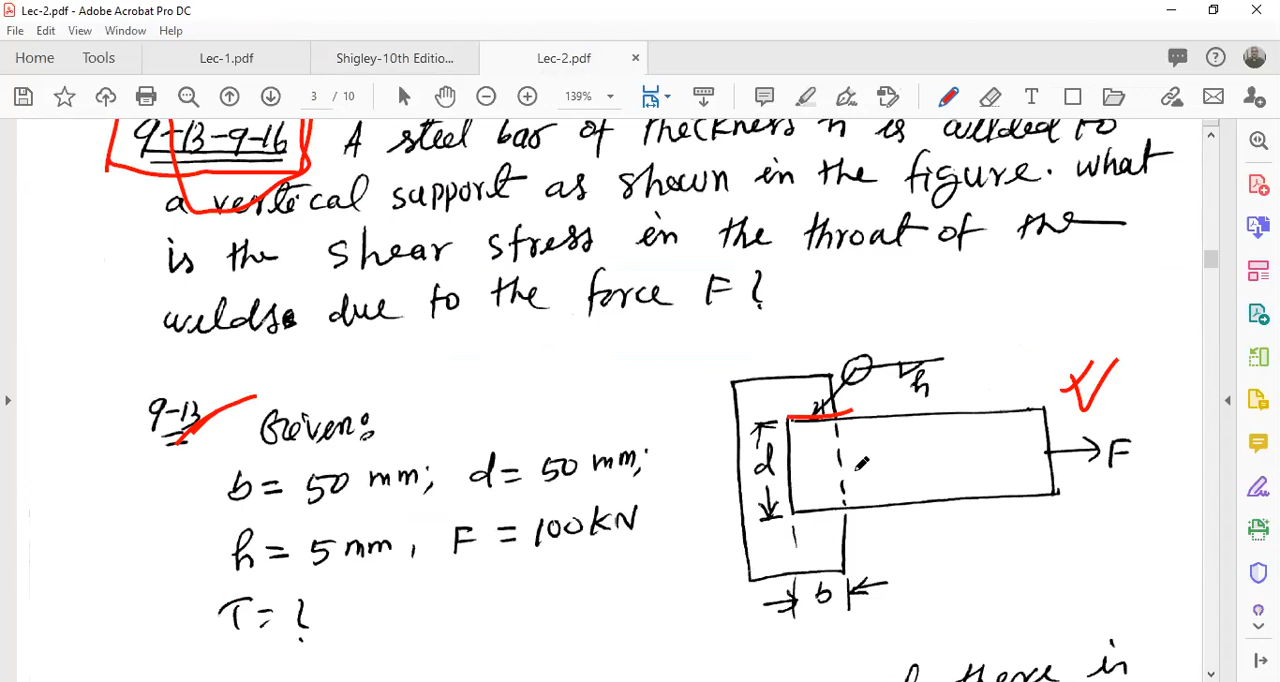 Lec-2.pdf - Adobe Acrobat Pro DC
File Edit View Window Help
Home Tools Lec-1.pdf Shigley-10th Editio... Lec-2.pdf ×
3 / 10 139%
9-13-9-16 A steel bar of thickness h is welded to
a vertical support as shown in the figure. What
is the shear stress in the throat of the
welds due to the force F?
9-13 Given:
b = 50 mm; d = 50 mm;
h = 5 mm, F = 100 KN
τ = ?
h
d
F
b
there is